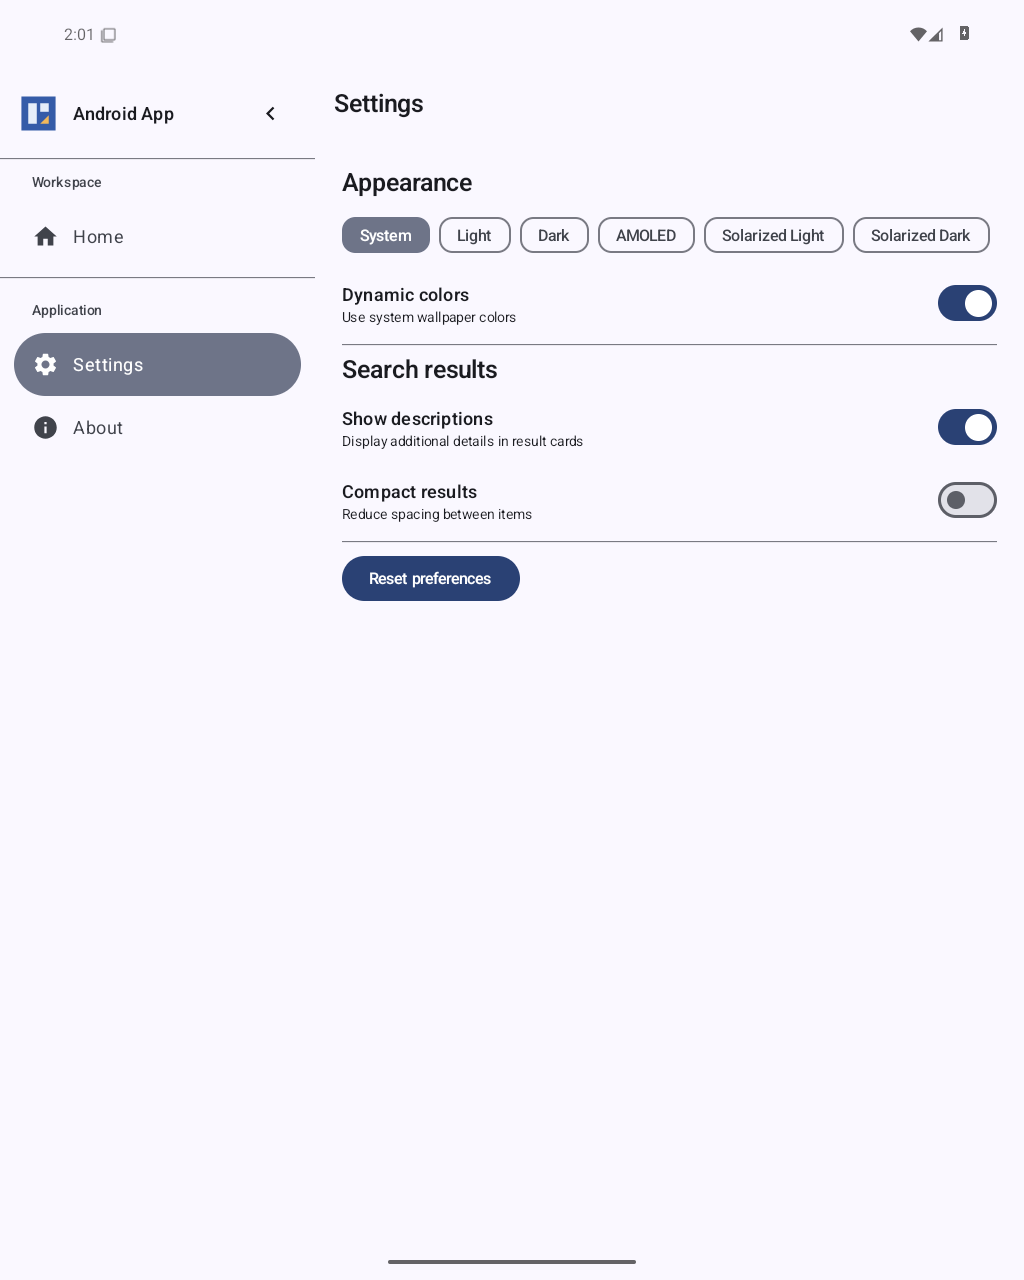 2:01
Android App
Workspace
Home
Application
Settings
About
Settings
Appearance
System Light Dark AMOLED Solarized Light Solarized Dark
Dynamic colors
Use system wallpaper colors
Search results
Show descriptions
Display additional details in result cards
Compact results
Reduce spacing between items
Reset preferences